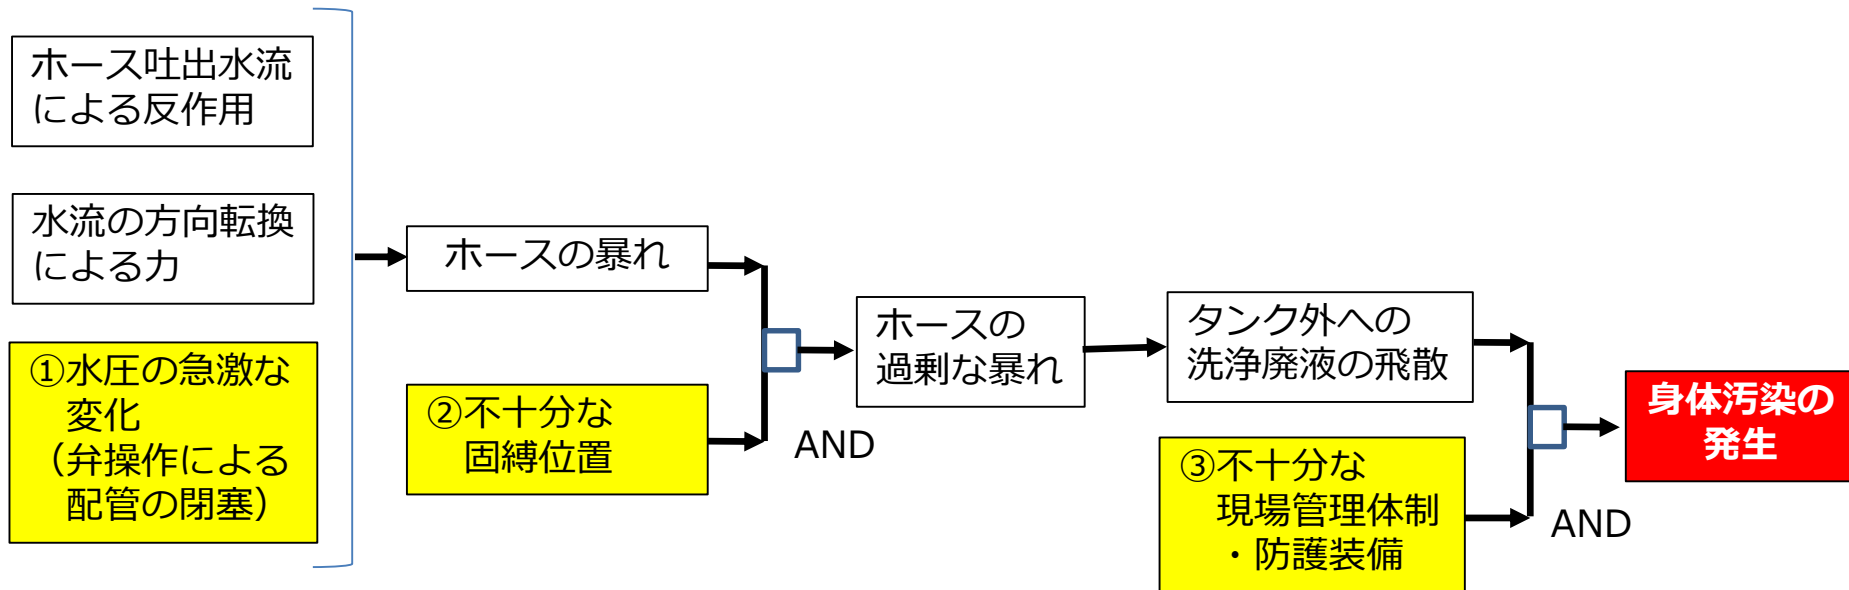 ホース吐出水流
による反作用
水流の方向転換
による力
①水圧の急激な
変化
（弁操作による
配管の閉塞）
ホースの暴れ
②不十分な
固縛位置
AND
ホースの
過剰な暴れ
タンク外への
洗浄廃液の飛散
③不十分な
現場管理体制
・防護装備
AND
身体汚染の
発生